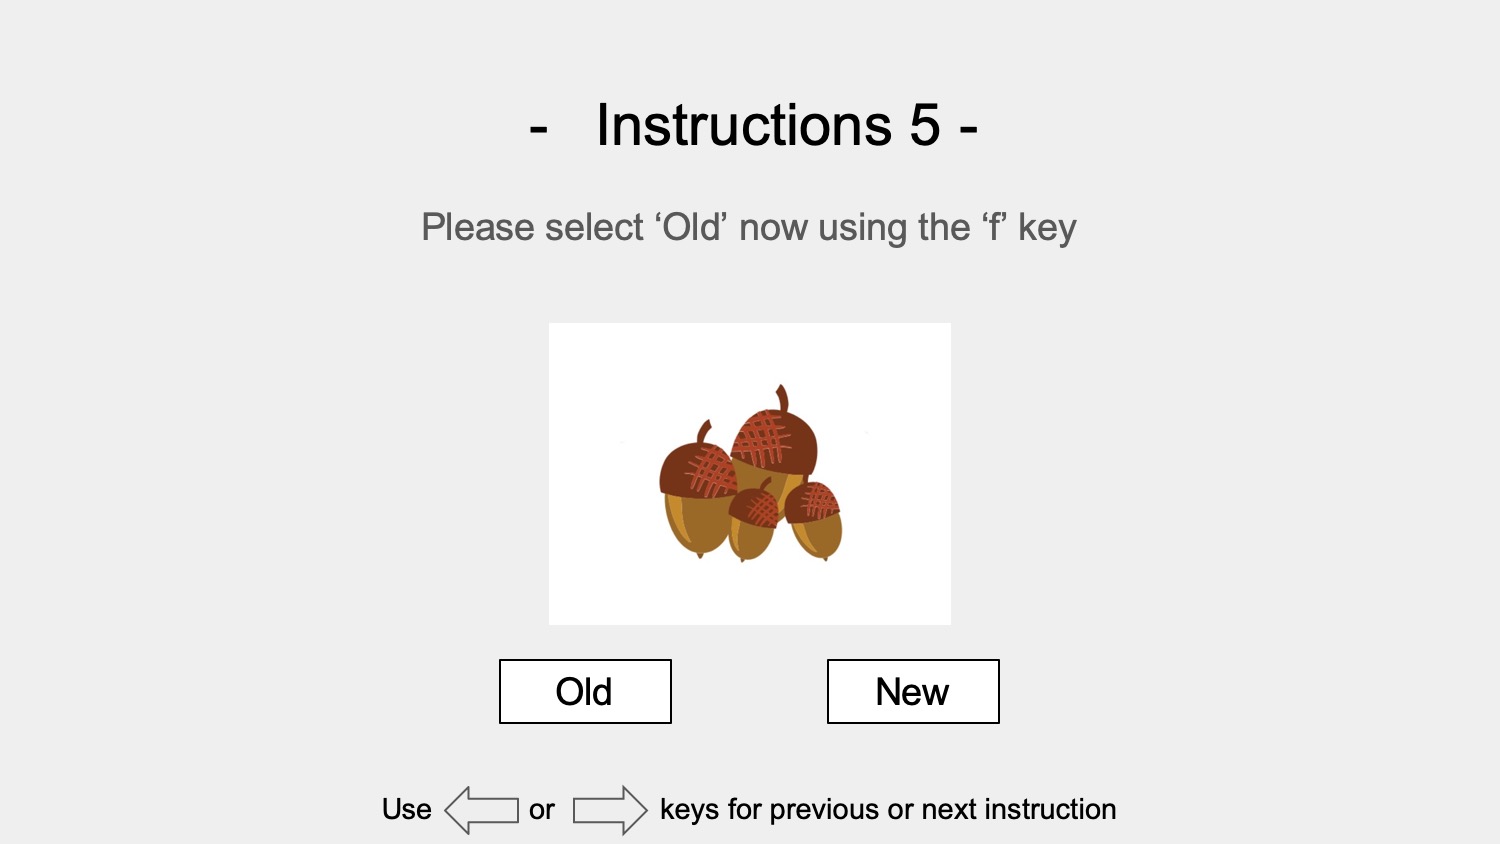 - Instructions 5 -
Please select ‘Old’ now using the ‘f’ key
Old
New
Use or keys for previous or next instruction